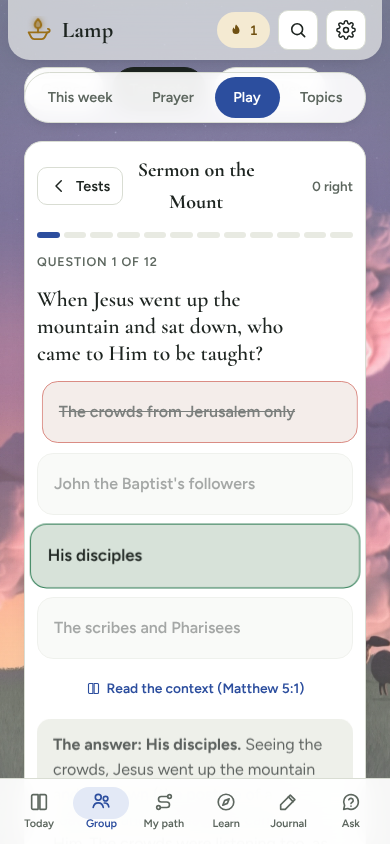 Lamp
1
This week
Prayer
Play
Topics
Tests
Sermon on the
Mount
0 right
QUESTION 1 OF 12
When Jesus went up the
mountain and sat down, who
came to Him to be taught?
The crowds from Jerusalem only
John the Baptist's followers
His disciples
The scribes and Pharisees
Read the context (Matthew 5:1)
The answer: His disciples. Seeing the
crowds, Jesus went up the mountain
Today
Group
My path
Learn
Journal
Ask